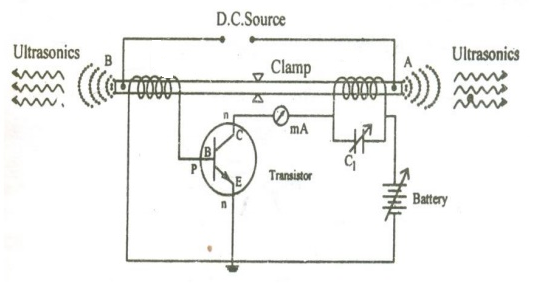 D.C.Source
Ultrasonics
B
A
Ultrasonics
Clamp
n
mA
C
C1
B
P
Transistor
E
n
Battery